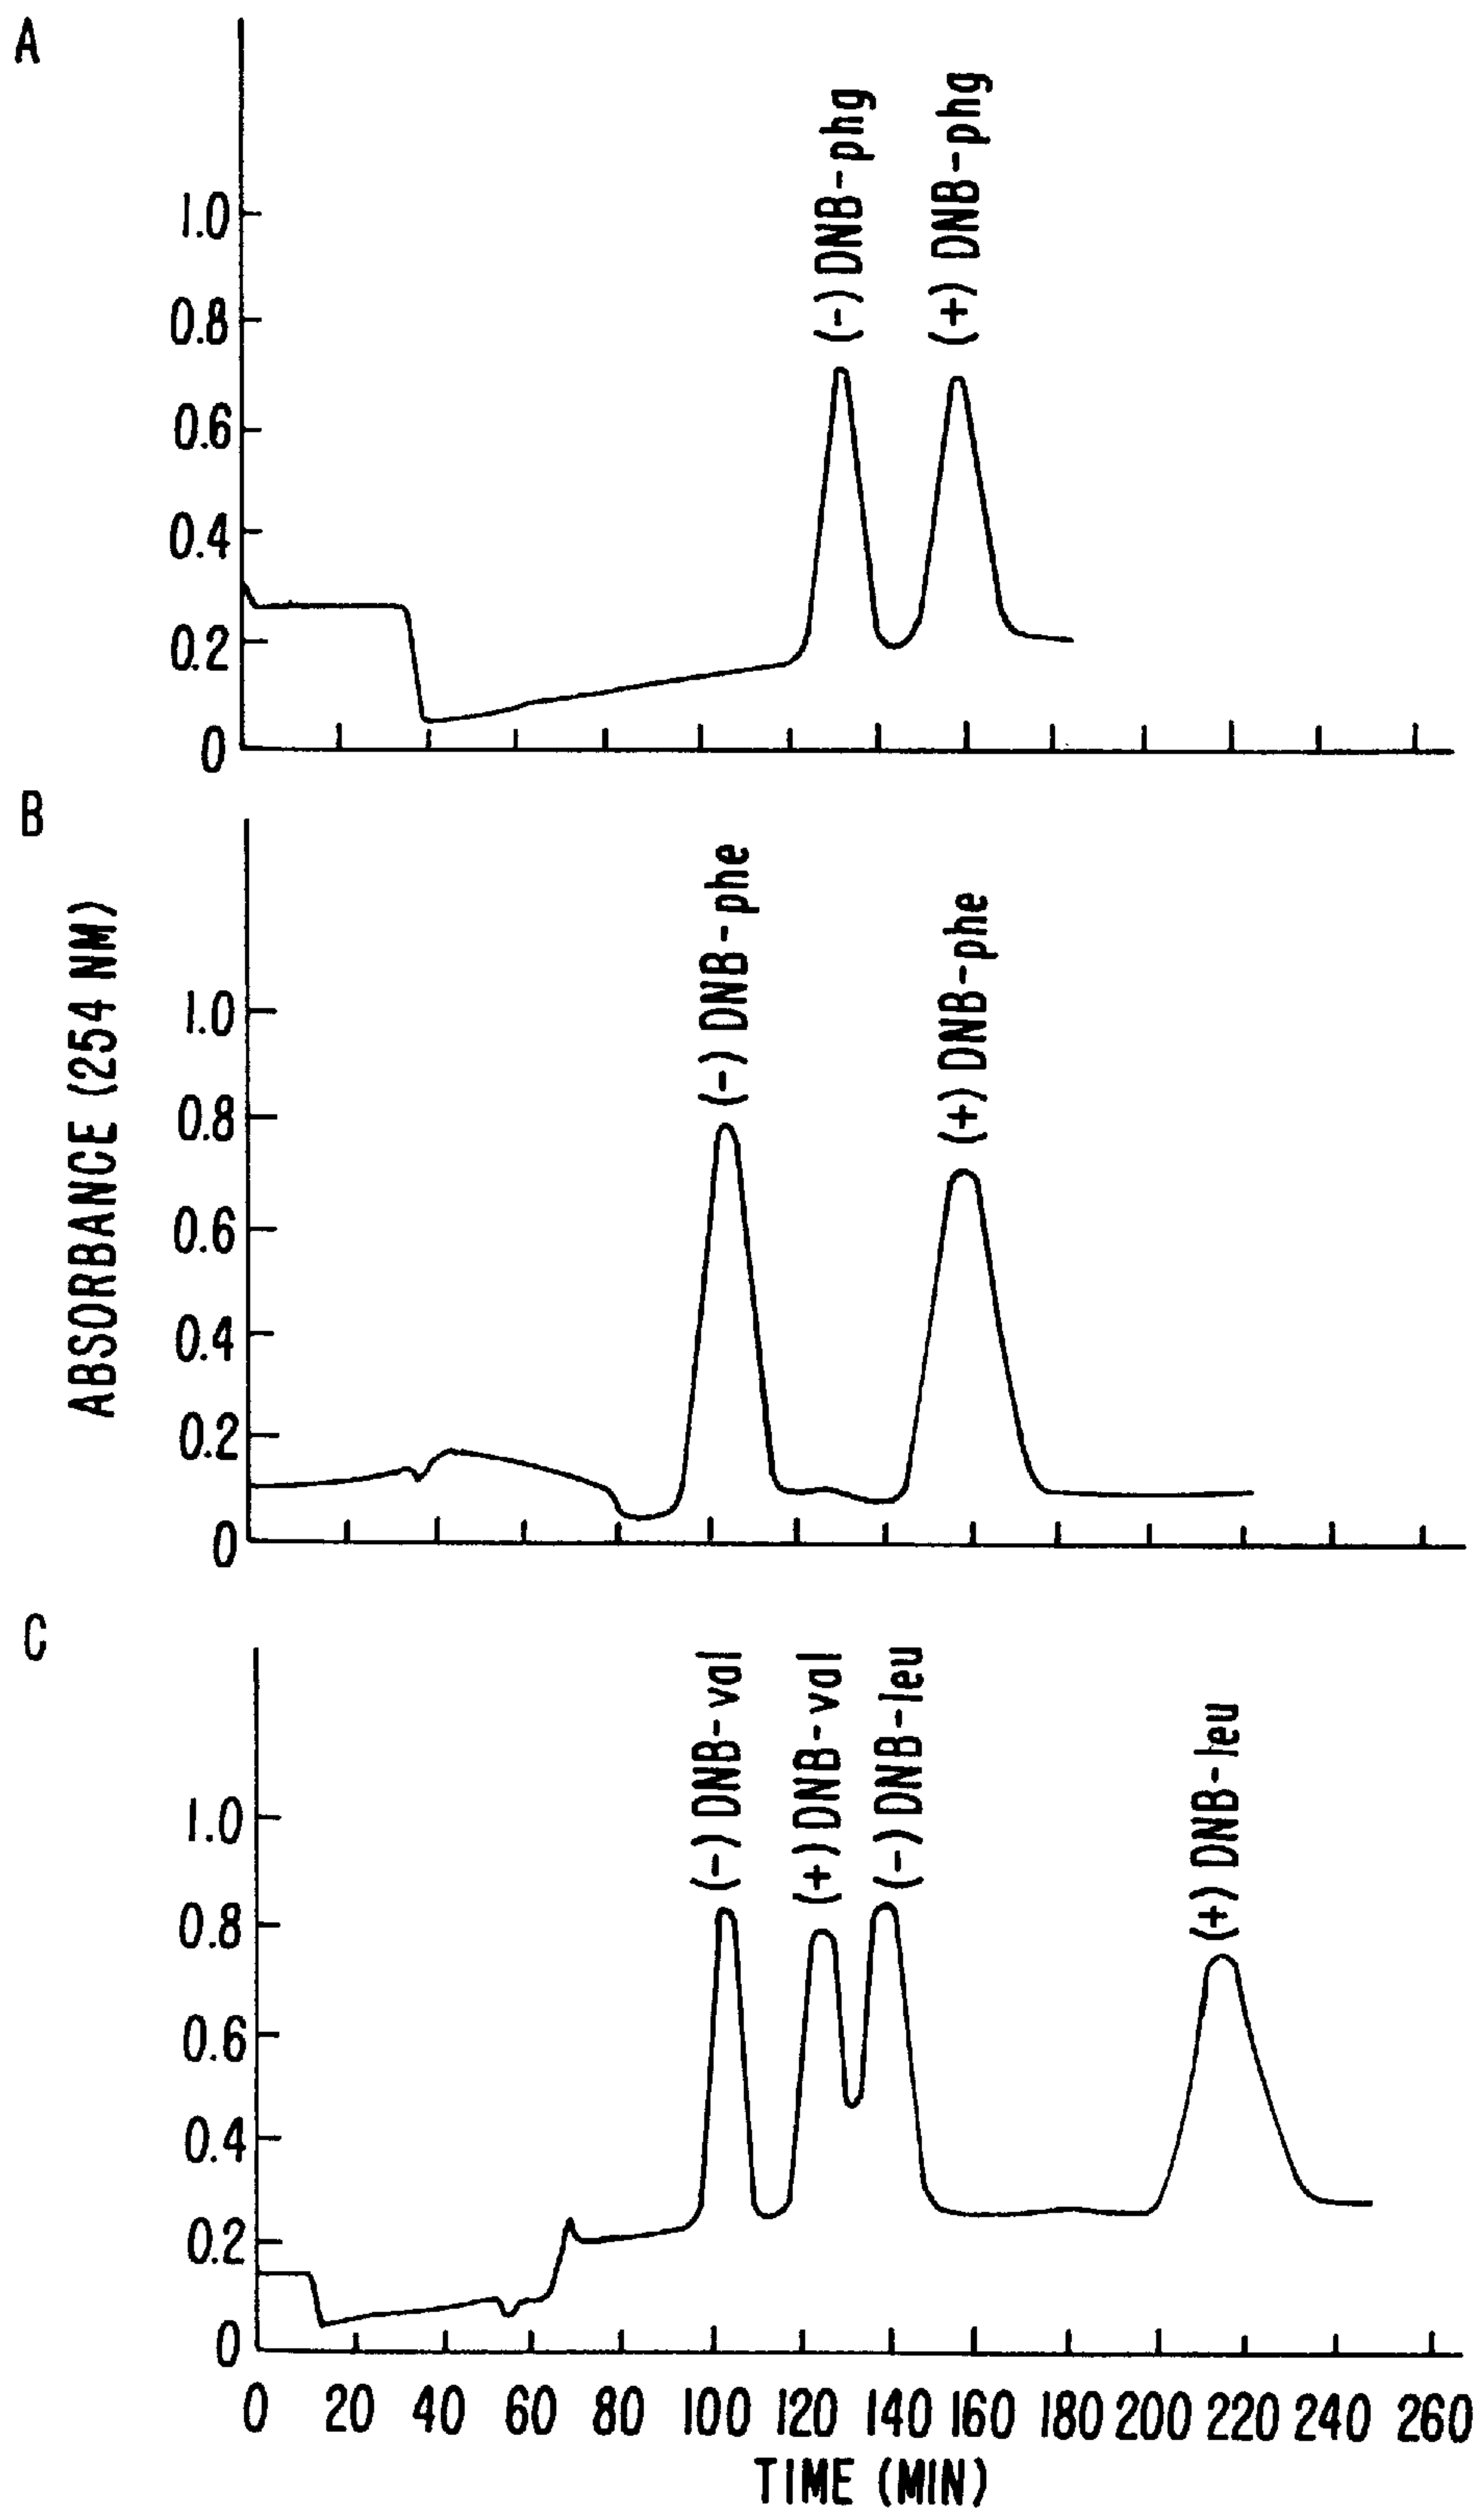 A
1.0
0.8
0.6
0.4
0.2
0
(-) DNB-phg
(+) DNB-phg
B
ABSORBANCE (254 NM)
1.0
0.8
0.6
0.4
0.2
0
(-) DNB-phe
(+) DNB-phe
C
1.0
0.8
0.6
0.4
0.2
0
(-) DNB-val
(+) DNB-val
(-) DNB-leu
(+) DNB-leu
0 20 40 60 80 100 120 140 160 180 200 220 240 260
TIME (MIN)